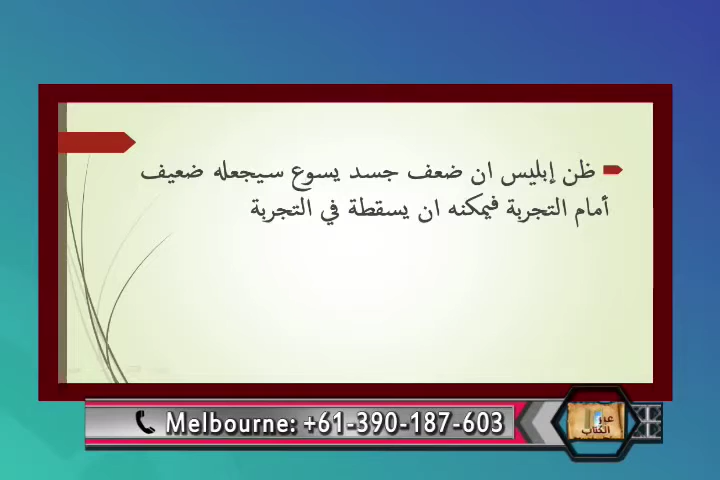 ظن إبليس ان ضعف جسد يسوع سيجعله ضعيف
أمام التجربة فيمكنه ان يسقطة في التجربة
Melbourne: +61-390-187-603
الكتاب